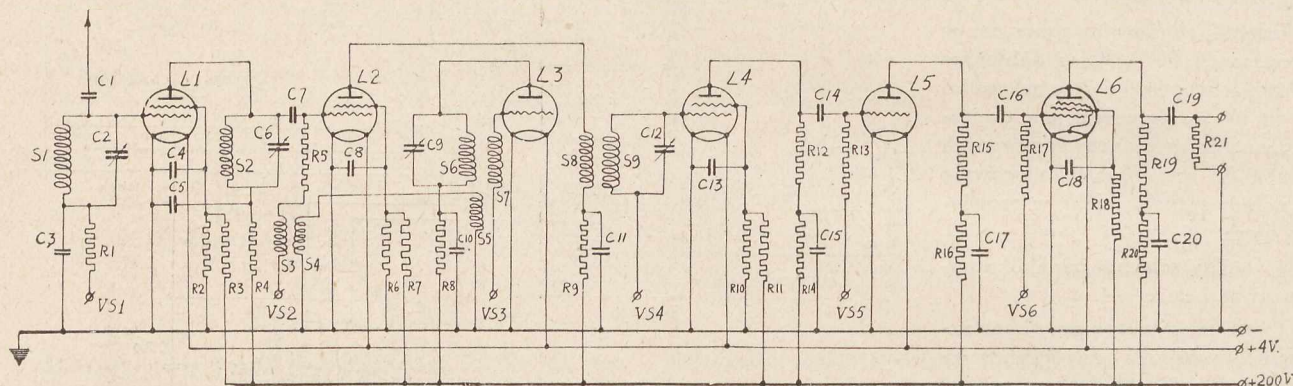 C1
L1
C2
S1
C4
C5
C3
R1
VS1
R2
R3
R4
S2
C6
C7
R5
L2
C8
S3
S4
VS2
R6
R7
C9
S6
S7
S5
R8
C10
VS3
L3
S8
S9
C12
C11
R9
VS4
L4
C13
R10
R11
C14
R12
R13
C15
R14
VS5
L5
C16
R15
R17
R16
C17
VS6
L6
C18
R18
C19
R19
R21
R20
C20
-
+4V.
+200V